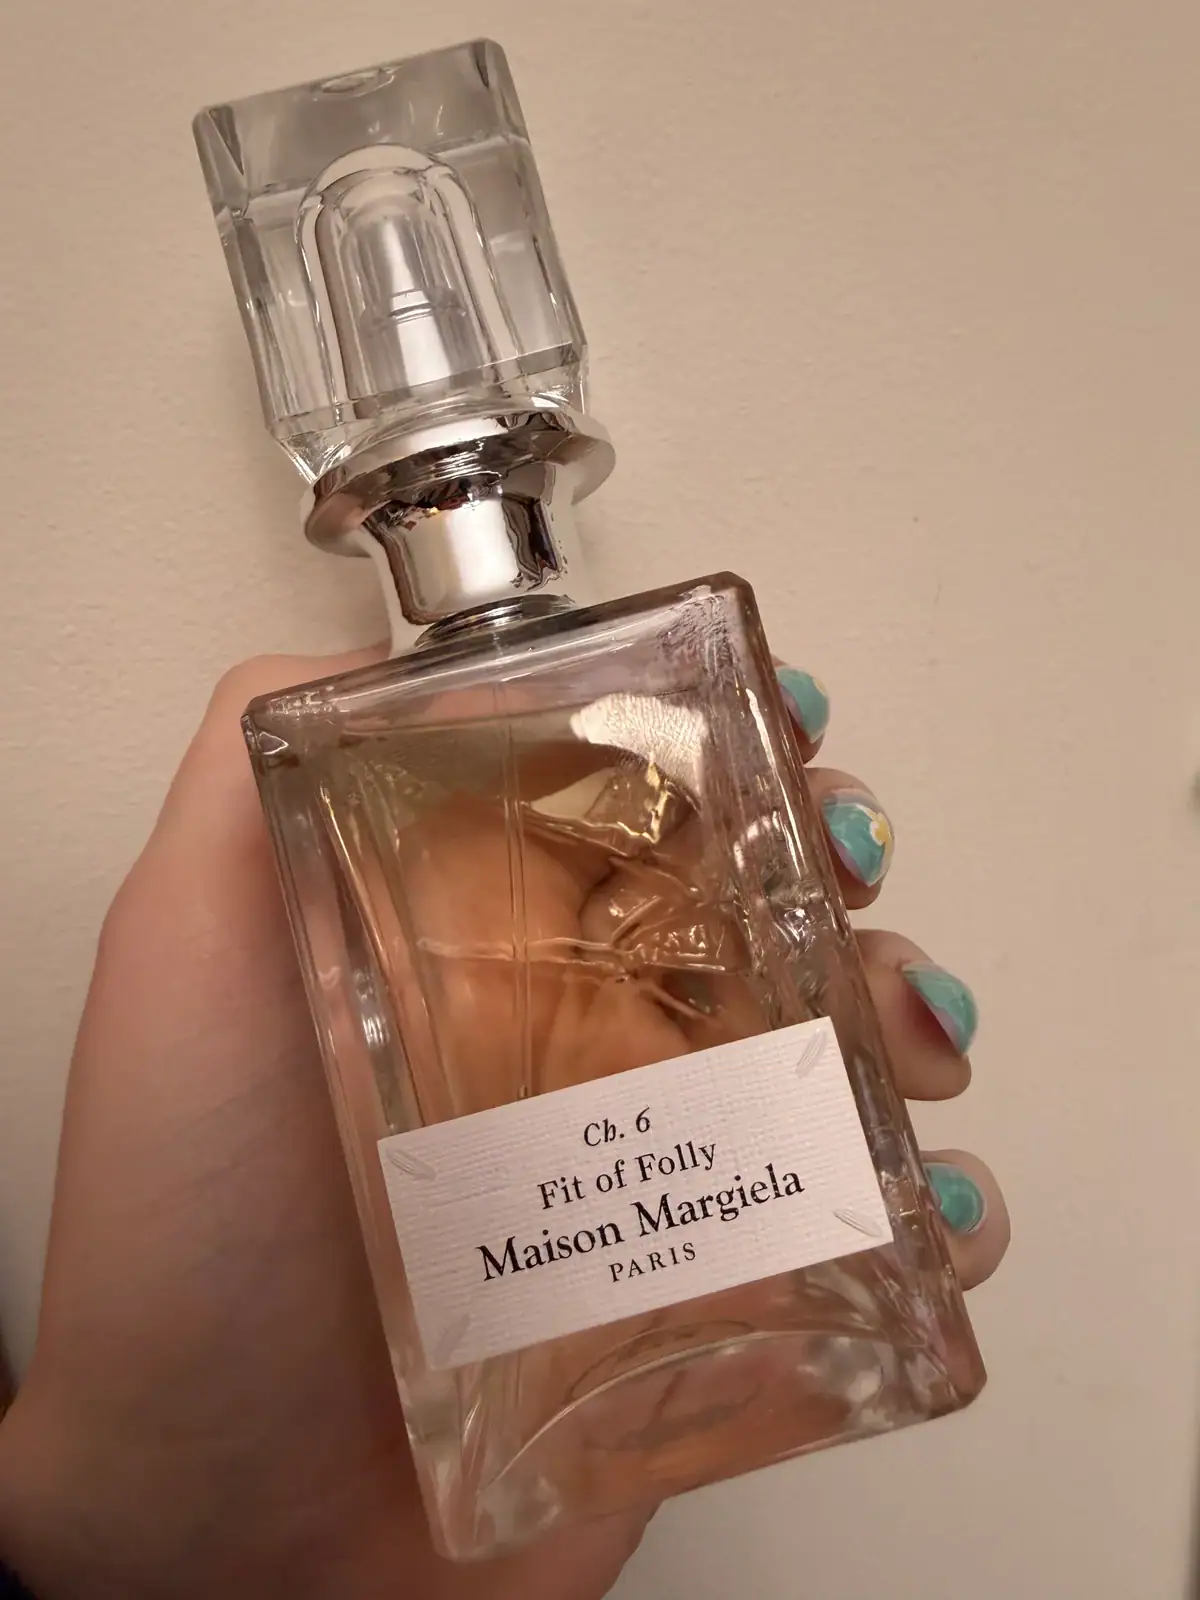 Ch. 6
Fit of Folly
Maison Margiela
PARIS